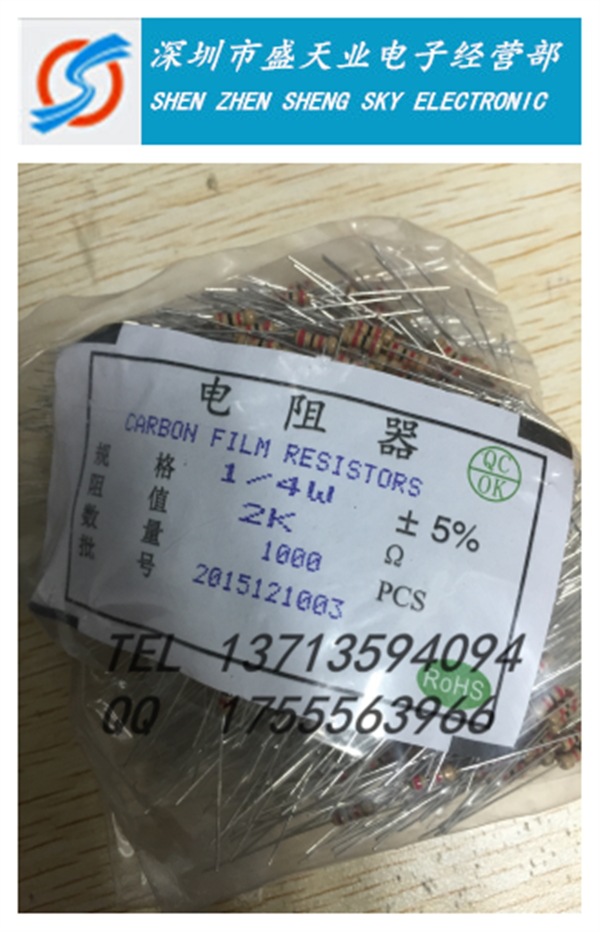 深圳市盛天业电子经营部
SHEN ZHEN SHENG SKY ELECTRONIC
电阻器
CARBON FILM RESISTORS
QC
OK
规格 1/4W ±5%
阻值 2K Ω
数量 1000 PCS
批号 2015121003
TEL 13713594094
RoHS
QQ 1755563966